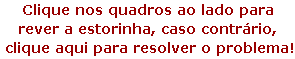 Clique nos quadros ao lado para
rever a estorinha, caso contrário,
clique aqui para resolver o problema!